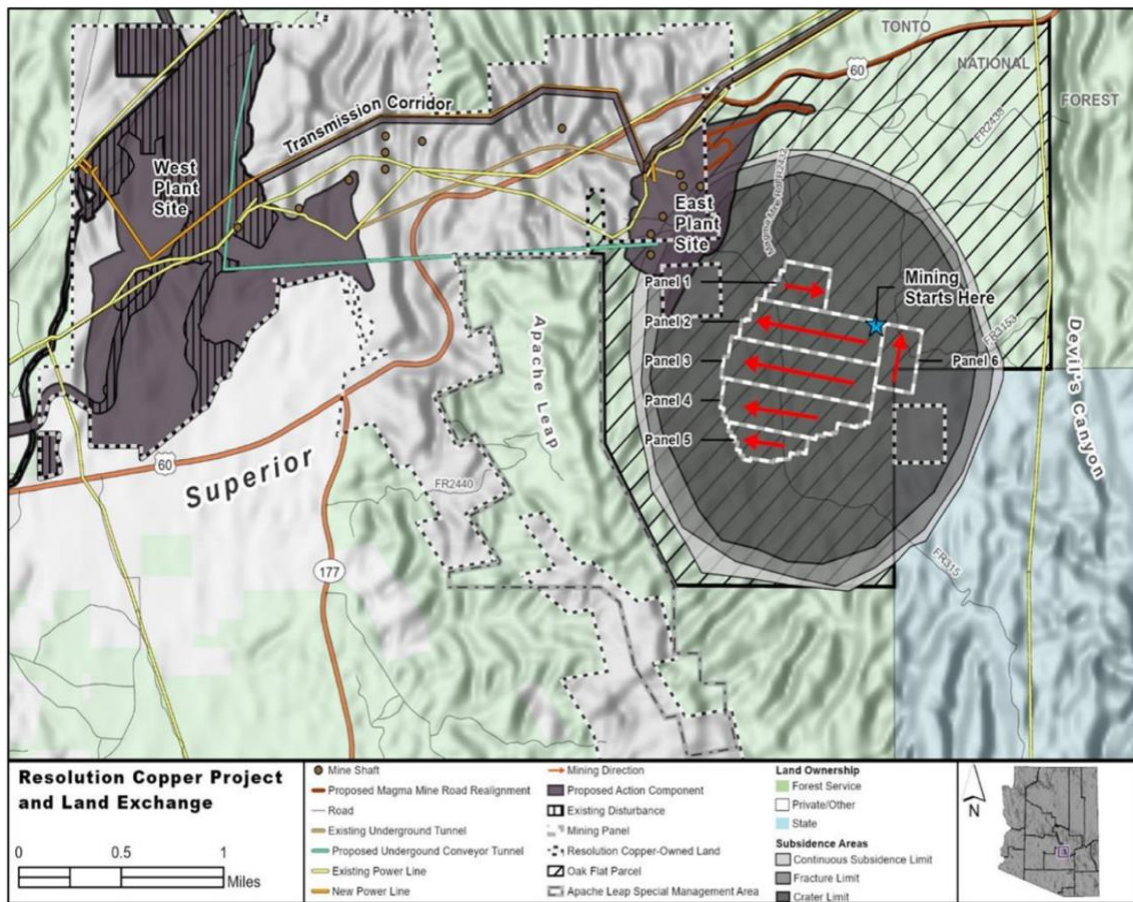 TONTO
NATIONAL
FOREST
60
FR2438
Magma Mine Rd FR2432
Transmission Corridor
West
Plant
Site
East
Plant
Site
Mining
Starts Here
Panel 1
Panel 2
Panel 3
Panel 4
Panel 5
Panel 6
FR3153
Apache Leap
Devil's Canyon
60
Superior
FR2440
177
FR315
Resolution Copper Project
and Land Exchange
0 0.5 1
Miles
Mine Shaft
Proposed Magma Mine Road Realignment
Road
Existing Underground Tunnel
Proposed Undergound Conveyor Tunnel
Existing Power Line
New Power Line
Mining Direction
Proposed Action Component
Existing Disturbance
Mining Panel
Resolution Copper-Owned Land
Oak Flat Parcel
Apache Leap Special Management Area
Land Ownership
Forest Service
Private/Other
State
Subsidence Areas
Continuous Subsidence Limit
Fracture Limit
Crater Limit
N